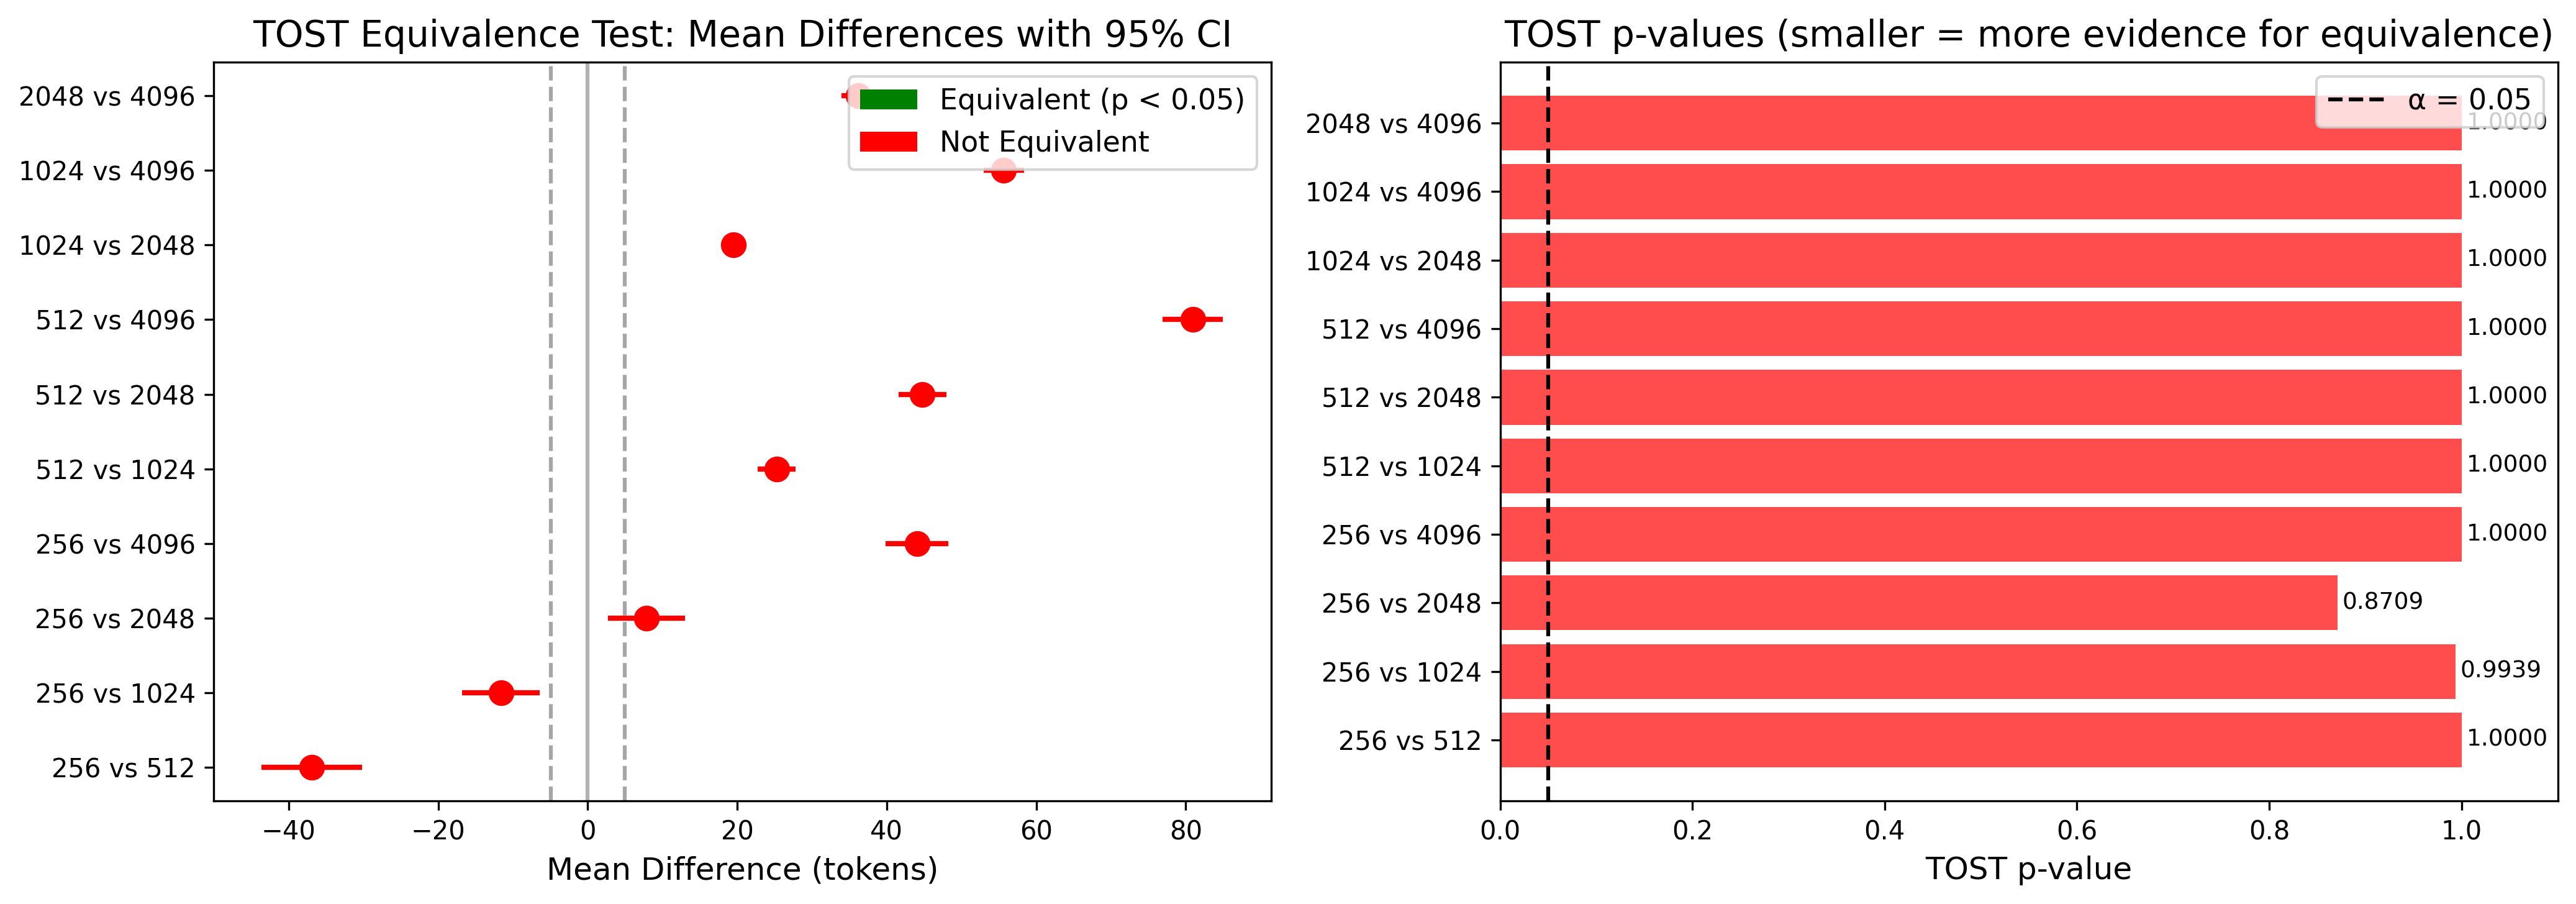 TOST Equivalence Test: Mean Differences with 95% CI
2048 vs 4096
1024 vs 4096
1024 vs 2048
512 vs 4096
512 vs 2048
512 vs 1024
256 vs 4096
256 vs 2048
256 vs 1024
256 vs 512
Equivalent (p < 0.05)
Not Equivalent
−40
−20
0
20
40
60
80
Mean Difference (tokens)
TOST p-values (smaller = more evidence for equivalence)
α = 0.05
2048 vs 4096
1.0000
1024 vs 4096
1.0000
1024 vs 2048
1.0000
512 vs 4096
1.0000
512 vs 2048
1.0000
512 vs 1024
1.0000
256 vs 4096
1.0000
256 vs 2048
0.8709
256 vs 1024
0.9939
256 vs 512
1.0000
0.0
0.2
0.4
0.6
0.8
1.0
TOST p-value